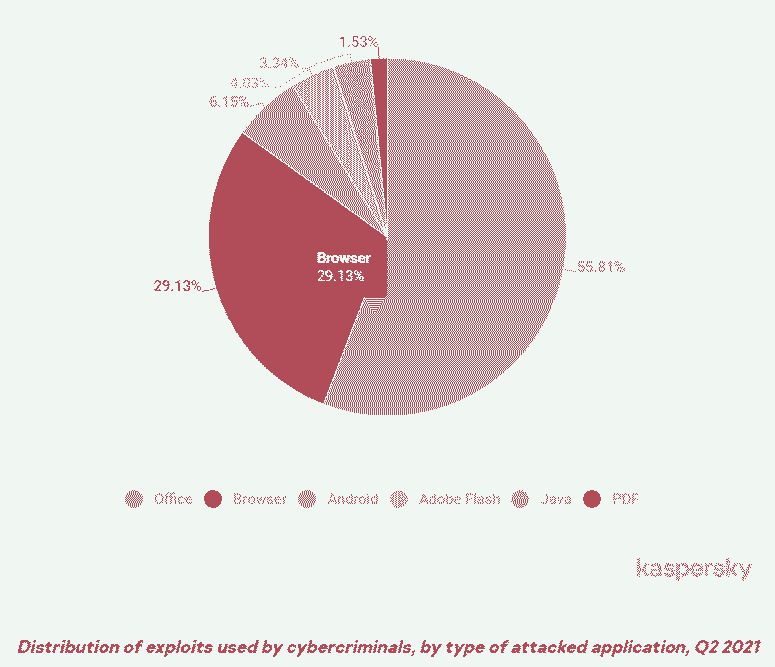 1.53%
3.34%
4.03%
6.15%
Browser
29.13%
55.81%
29.13%
Office Browser Android Adobe Flash Java PDF
kaspersky
Distribution of exploits used by cybercriminals, by type of attacked application, Q2 2021